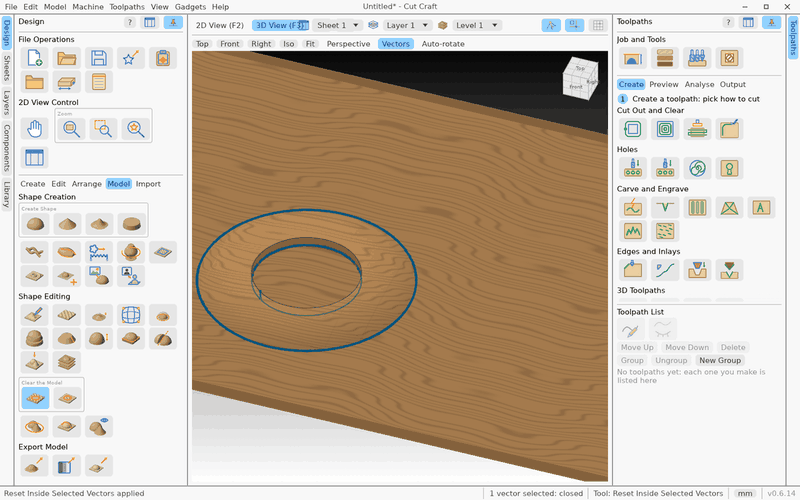 Untitled* - Cut Craft
File Edit Model Machine Toolpaths View Gadgets Help
Design
Sheets
Layers
Components
Library
Design ?
File Operations
2D View Control
Zoom
Create Edit Arrange Model Import
Shape Creation
Create Shape
Shape Editing
Clear the Model
Export Model
2D View (F2) 3D View (F3) Sheet 1 Layer 1 Level 1
Top Front Right Iso Fit Perspective Vectors Auto-rotate
Top
Front
Right
Toolpaths ?
Job and Tools
Create Preview Analyse Output
1 Create a toolpath: pick how to cut
Cut Out and Clear
Holes
Carve and Engrave
Edges and Inlays
3D Toolpaths
Toolpath List
Move Up Move Down Delete
Group Ungroup New Group
No toolpaths yet; each one you make is
listed here
Toolpaths
Reset Inside Selected Vectors applied
1 vector selected: closed
Tool: Reset Inside Selected Vectors
mm
v0.6.14